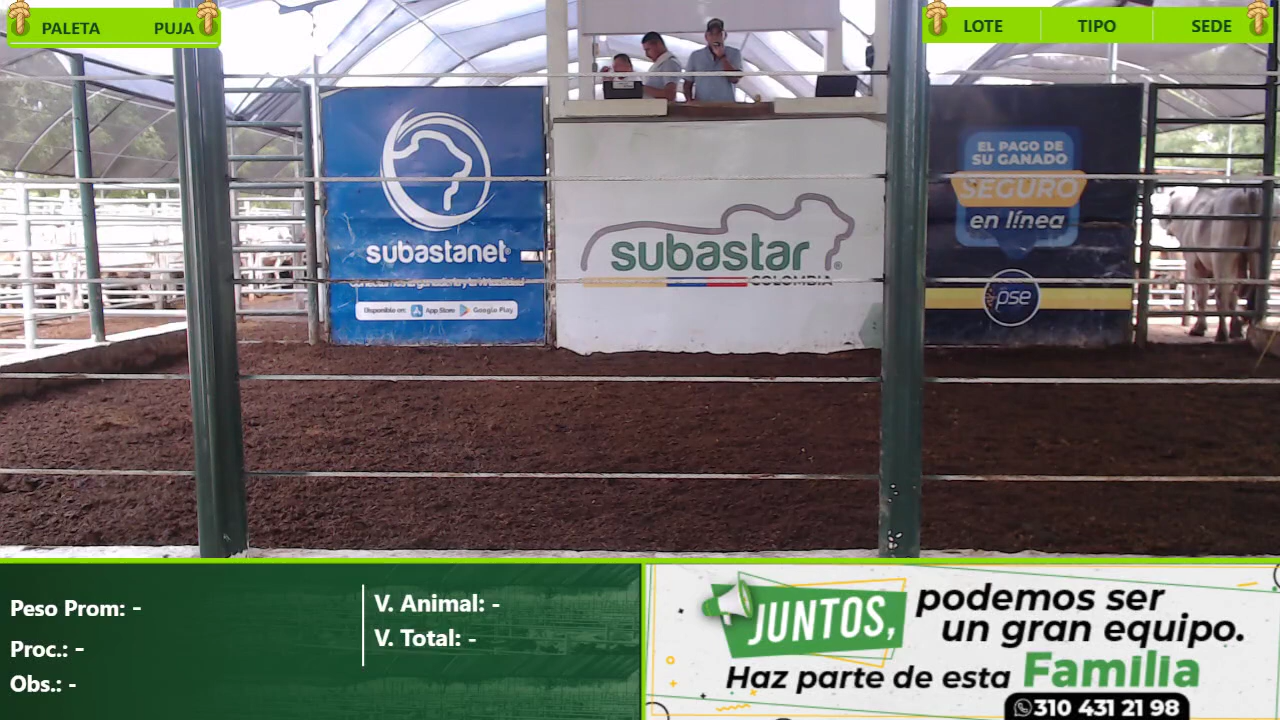 PALETA PUJA
LOTE TIPO SEDE
subastanet®
Disponible en: App Store Google Play
subastar®
COLOMBIA
EL PAGO DE
SU GANADO
SEGURO
en línea
pse
Peso Prom: -
Proc.: -
Obs.: -
V. Animal: -
V. Total: -
JUNTOS, podemos ser
un gran equipo.
Haz parte de esta Familia
310 431 21 98